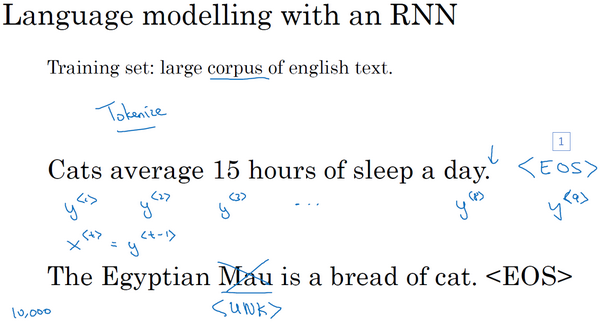 Language modelling with an RNN
Training set: large corpus of english text.
Tokenize
1
Cats average 15 hours of sleep a day. <EOS>
y<1> y<2> y<3> ... y<8> y<9>
x<t> = y<t-1>
The Egyptian Mau is a bread of cat. <EOS>
10,000 <UNK>